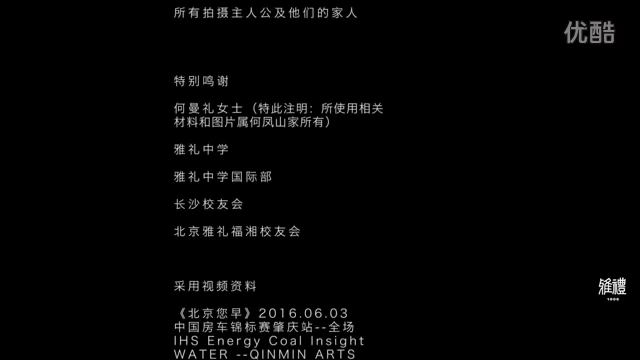 所有拍摄主人公及他们的家人
优酷
特别鸣谢
何曼礼女士（特此注明：所使用相关
材料和图片属何凤山家所有）
雅礼中学
雅礼中学国际部
长沙校友会
北京雅礼福湘校友会
采用视频资料
雅禮
1906
《北京您早》2016.06.03
中国房车锦标赛肇庆站--全场
IHS Energy Coal Insight
WATER --QINMIN ARTS